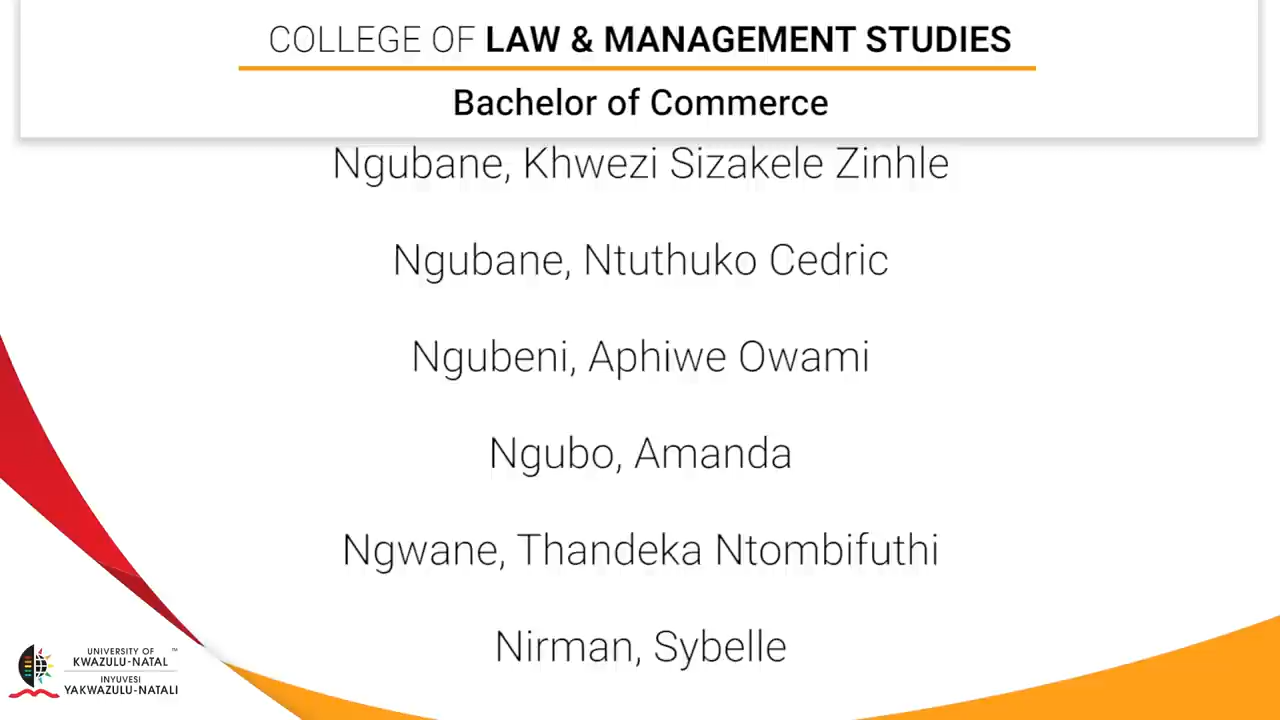 COLLEGE OF LAW & MANAGEMENT STUDIES
Bachelor of Commerce
Ngubane, Khwezi Sizakele Zinhle
Ngubane, Ntuthuko Cedric
Ngubeni, Aphiwe Owami
Ngubo, Amanda
Ngwane, Thandeka Ntombifuthi
Nirman, Sybelle
UNIVERSITY OF ™
KWAZULU-NATAL
INYUVESI
YAKWAZULU-NATALI